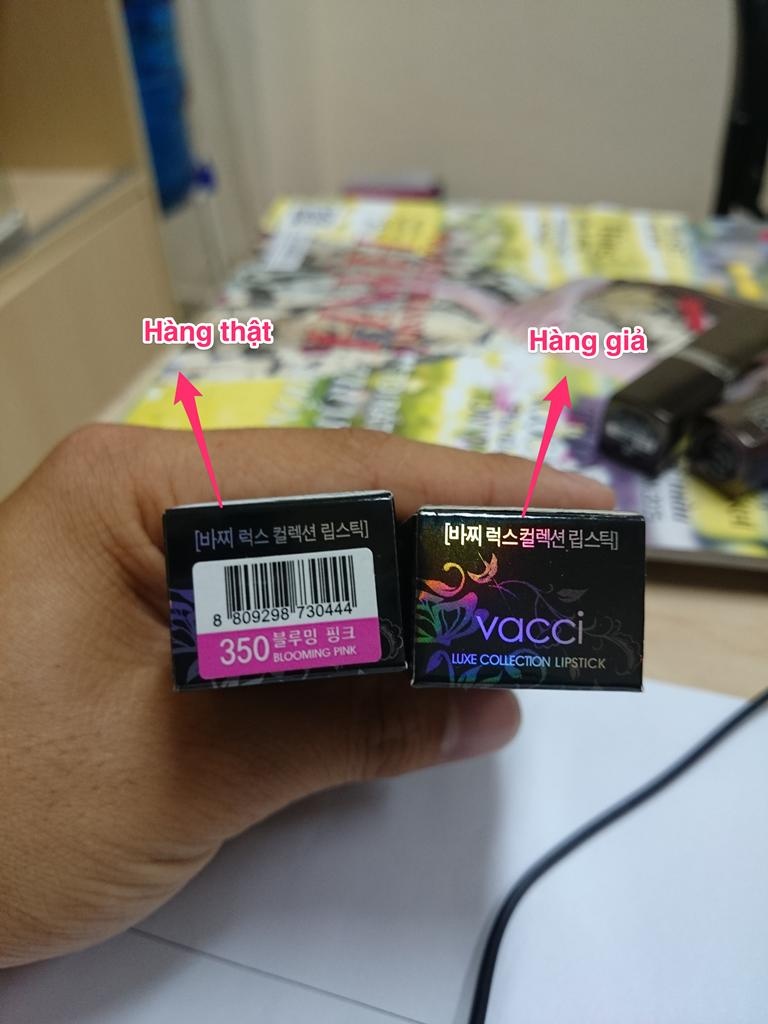 Hàng thật
Hàng giả
[바찌 럭스 컬렉션 립스틱]
8 809298 730444
350 블루밍 핑크
BLOOMING PINK
[바찌 럭스컬렉션 립스틱]
vacci
LUXE COLLECTION LIPSTICK